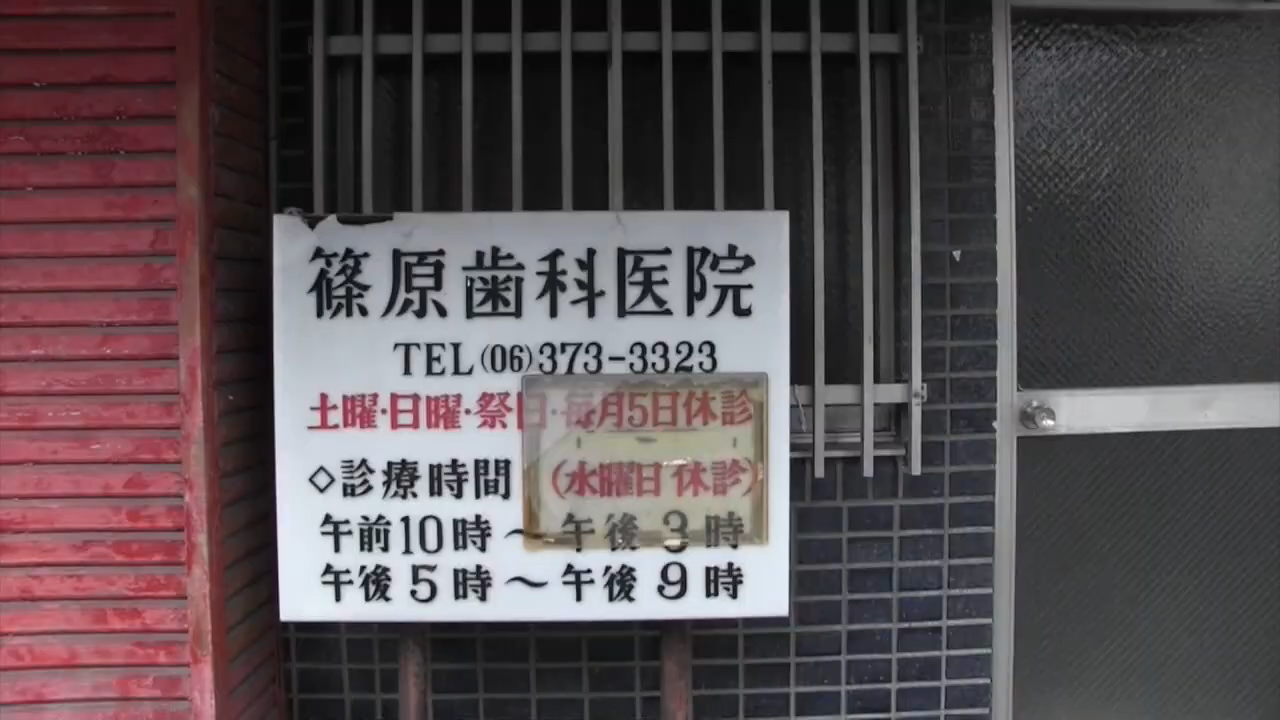 篠原歯科医院
TEL(06)373-3323
土曜・日曜・祭日・毎月5日休診
◇診療時間 (水曜日休診)
午前10時～午後3時
午後5時～午後9時